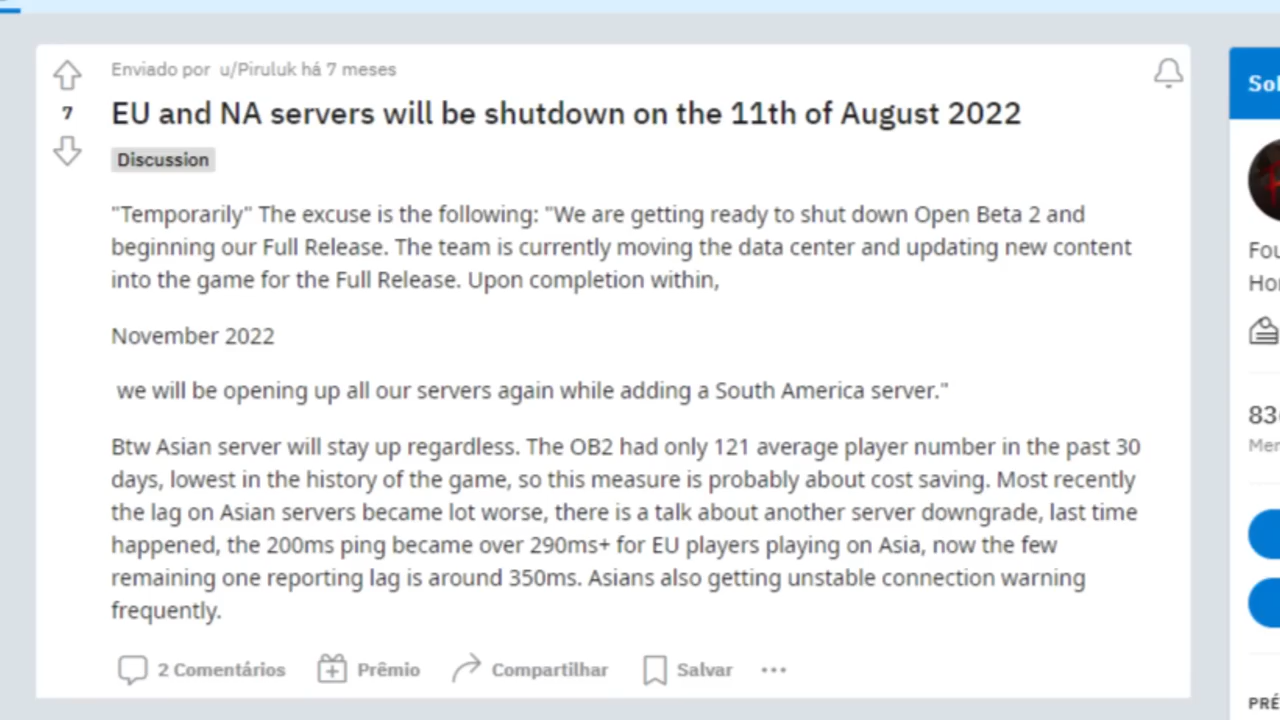 Enviado por u/Piruluk há 7 meses
7
EU and NA servers will be shutdown on the 11th of August 2022
Discussion
"Temporarily" The excuse is the following: "We are getting ready to shut down Open Beta 2 and
beginning our Full Release. The team is currently moving the data center and updating new content
into the game for the Full Release. Upon completion within,
November 2022
we will be opening up all our servers again while adding a South America server."
Btw Asian server will stay up regardless. The OB2 had only 121 average player number in the past 30
days, lowest in the history of the game, so this measure is probably about cost saving. Most recently
the lag on Asian servers became lot worse, there is a talk about another server downgrade, last time
happened, the 200ms ping became over 290ms+ for EU players playing on Asia, now the few
remaining one reporting lag is around 350ms. Asians also getting unstable connection warning
frequently.
2 Comentários Prêmio Compartilhar Salvar